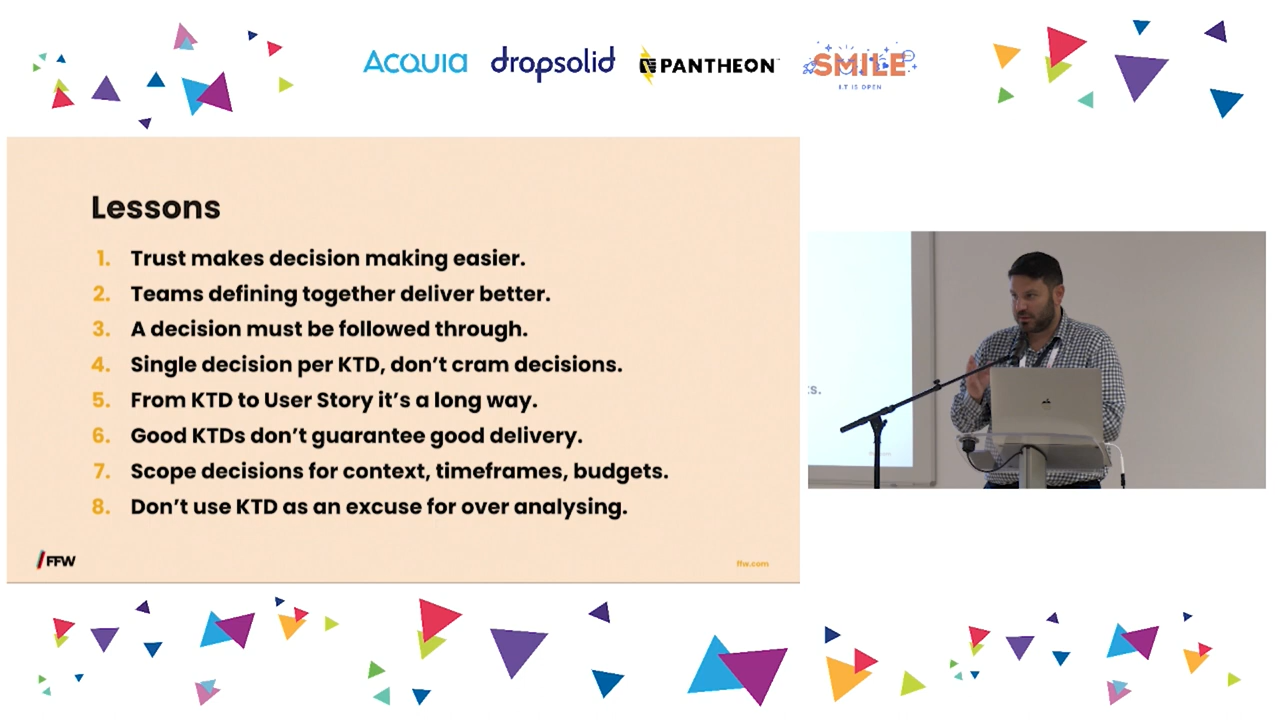 ACQUIA
dropsolid
PANTHEON
SMILE
I.T IS OPEN
Lessons
1. Trust makes decision making easier.
2. Teams defining together deliver better.
3. A decision must be followed through.
4. Single decision per KTD, don't cram decisions.
5. From KTD to User Story it's a long way.
6. Good KTDs don't guarantee good delivery.
7. Scope decisions for context, timeframes, budgets.
8. Don't use KTD as an excuse for over analysing.
/FFW
ffw.com